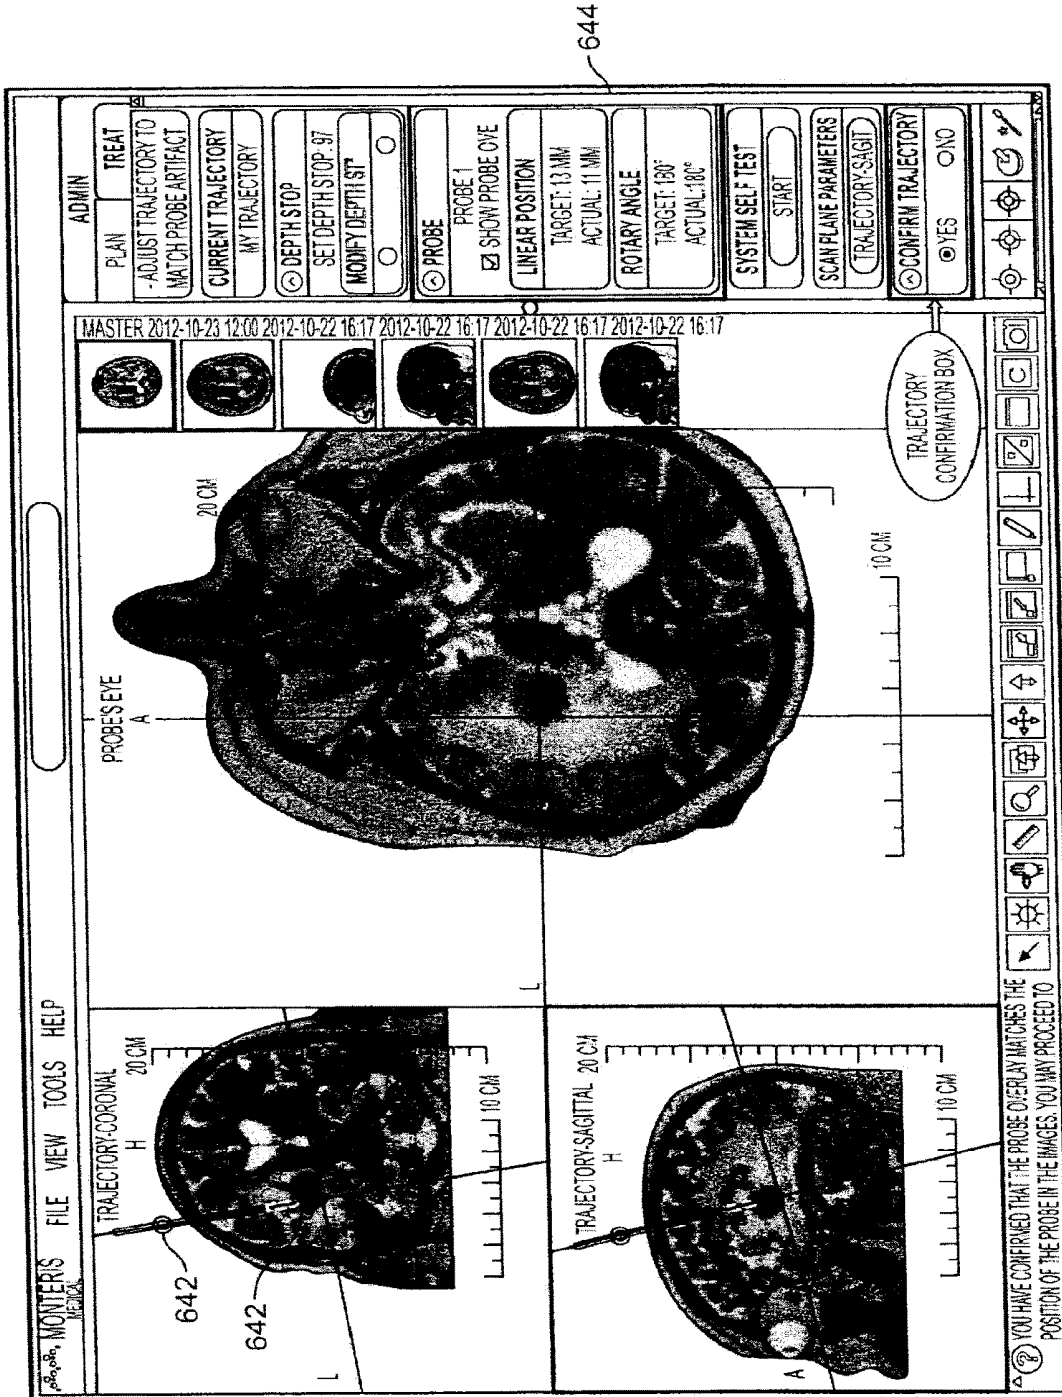 MONTERIS
MEDICAL
FILE VIEW TOOLS HELP
TRAJECTORY-CORONAL
H
20 CM
10 CM
L
642
642
TRAJECTORY-SAGITTAL
H
20 CM
10 CM
A
PROBE'S EYE
A
20 CM
10 CM
L
MASTER 2012-10-23 12:00 2012-10-22 16:17 2012-10-22 16:17 2012-10-22 16:17 2012-10-22 16:17
ADMIN
PLAN
TREAT
- ADJUST TRAJECTORY TO
MATCH PROBE ARTIFACT
CURRENT TRAJECTORY
MY TRAJECTORY
DEPTH STOP
SET DEPTH STOP: 97
MODIFY DEPTH ST"
PROBE
PROBE 1
SHOW PROBE OVE
LINEAR POSITION
TARGET: 13 MM
ACTUAL: 11 MM
ROTARY ANGLE
TARGET: 180°
ACTUAL:180°
SYSTEM SELF TEST
START
SCAN PLANE PARAMETERS
TRAJECTORY-SAGIT
CONFIRM TRAJECTORY
YES
NO
644
TRAJECTORY
CONFIRMATION BOX
YOU HAVE CONFIRMED THAT THE PROBE OVERLAY MATCHES THE
POSITION OF THE PROBE IN THE IMAGES. YOU MAY PROCEED TO